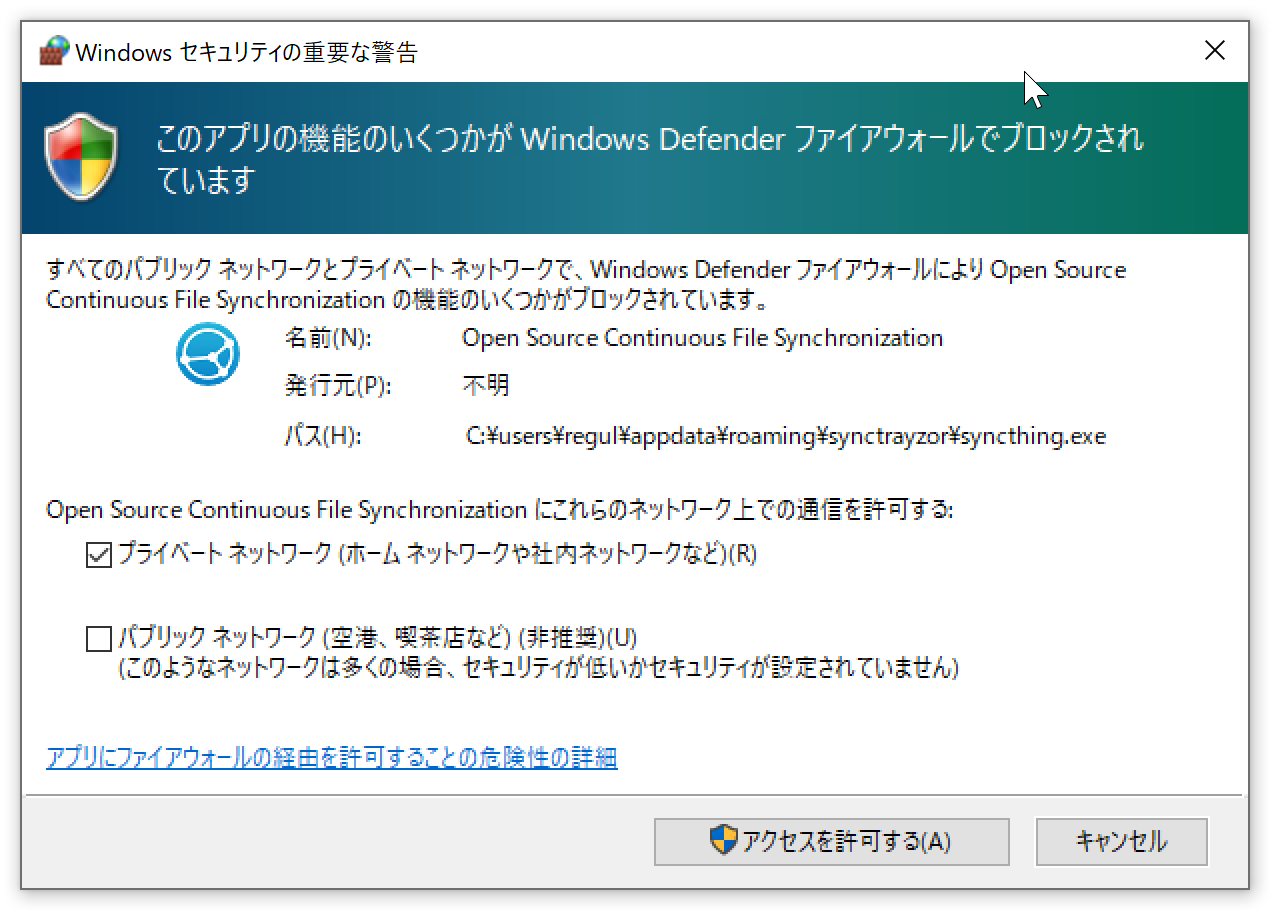 Windows セキュリティの重要な警告
このアプリの機能のいくつかが Windows Defender ファイアウォールでブロックされ
ています
すべてのパブリック ネットワークとプライベート ネットワークで、Windows Defender ファイアウォールにより Open Source
Continuous File Synchronization の機能のいくつかがブロックされています。
名前(N): Open Source Continuous File Synchronization
発行元(P): 不明
パス(H): C:¥users¥regul¥appdata¥roaming¥synctrayzor¥syncthing.exe
Open Source Continuous File Synchronization にこれらのネットワーク上での通信を許可する:
プライベート ネットワーク (ホーム ネットワークや社内ネットワークなど)(R)
パブリック ネットワーク (空港、喫茶店など) (非推奨)(U)
(このようなネットワークは多くの場合、セキュリティが低いかセキュリティが設定されていません)
アプリにファイアウォールの経由を許可することの危険性の詳細
アクセスを許可する(A) キャンセル